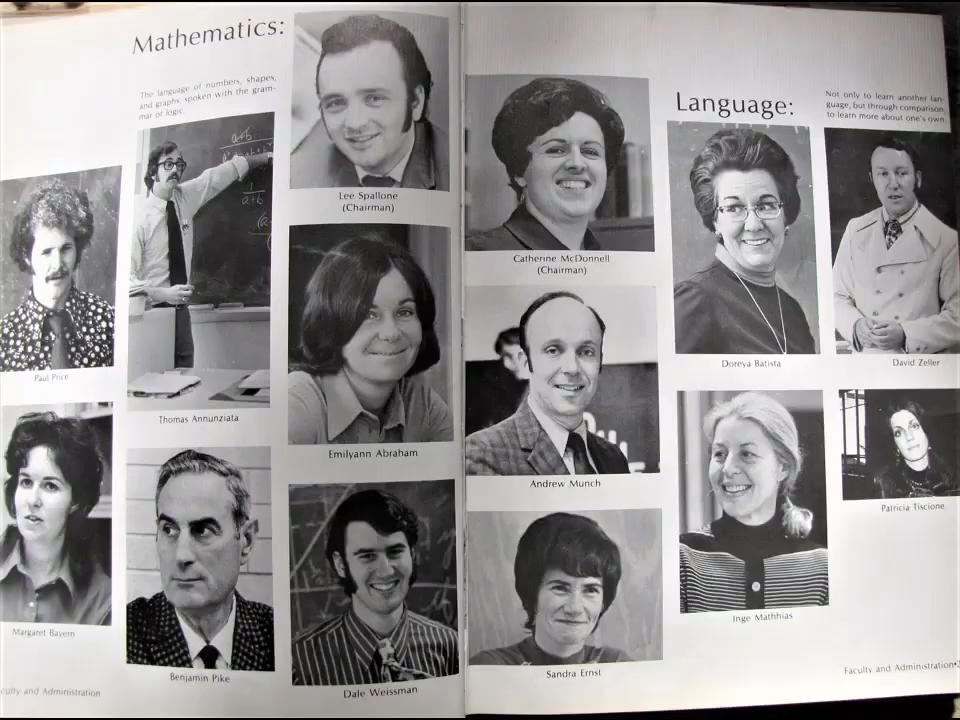 Mathematics:
The language of numbers, shapes,
and graphs, spoken with the gram-
mar of logic.
Lee Spallone
(Chairman)
Paul Price
Thomas Annunziata
Emilyann Abraham
Margaret Bayern
Benjamin Pike
Dale Weissman
culty and Administration
Language:
Not only to learn another lan-
guage, but through comparison,
to learn more about one's own.
Catherine McDonnell
(Chairman)
Doreya Batista
David Zeller
Andrew Munch
Patricia Tiscione
Inge Mathhias
Sandra Ernst
Faculty and Administration•2